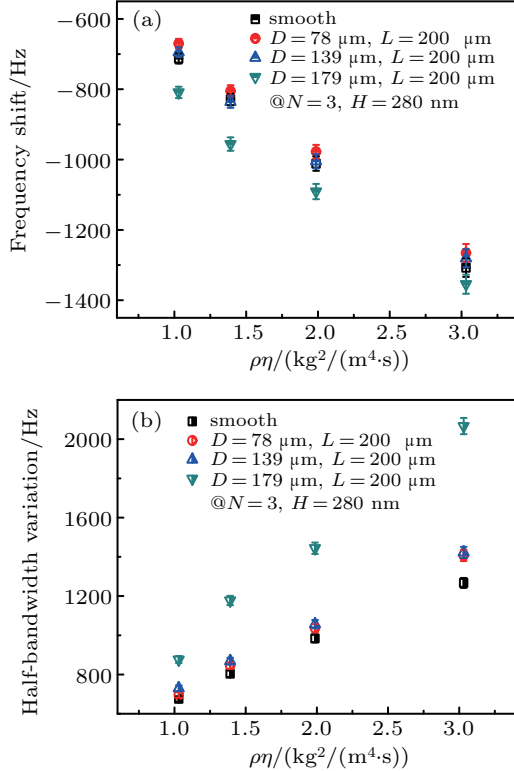 (a)
smooth
D = 78 μm, L = 200 μm
D = 139 μm, L = 200 μm
D = 179 μm, L = 200 μm
@N = 3, H = 280 nm
-600
-800
-1000
-1200
-1400
Frequency shift/Hz
1.0 1.5 2.0 2.5 3.0
ρη/(kg²/(m⁴·s))
(b)
smooth
D = 78 μm, L = 200 μm
D = 139 μm, L = 200 μm
D = 179 μm, L = 200 μm
@N = 3, H = 280 nm
2000
1600
1200
800
Half-bandwidth variation/Hz
1.0 1.5 2.0 2.5 3.0
ρη/(kg²/(m⁴·s))